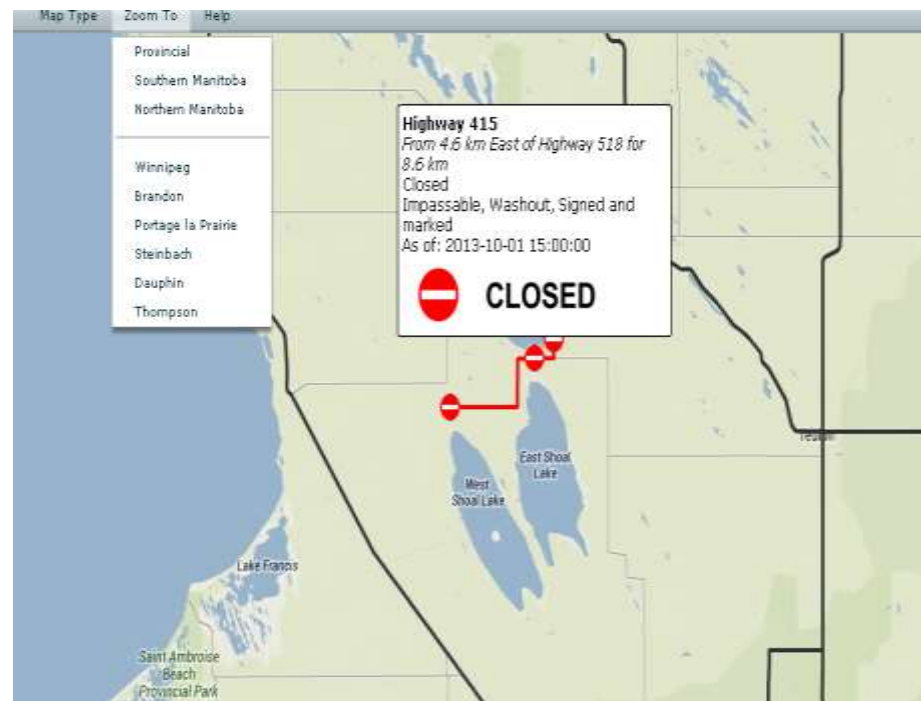 Map Type Zoom To Help
Provincial
Southern Manitoba
Northern Manitoba
Winnipeg
Brandon
Portage la Prairie
Steinbach
Dauphin
Thompson
Highway 415
From 4.6 km East of Highway 518 for
8.6 km
Closed
Impassable, Washout, Signed and
marked
As of: 2013-10-01 15:00:00
CLOSED
East Shoal
Lake
West
Shoal Lake
Lake Francis
Saint Ambroise
Beach
Provincial Park